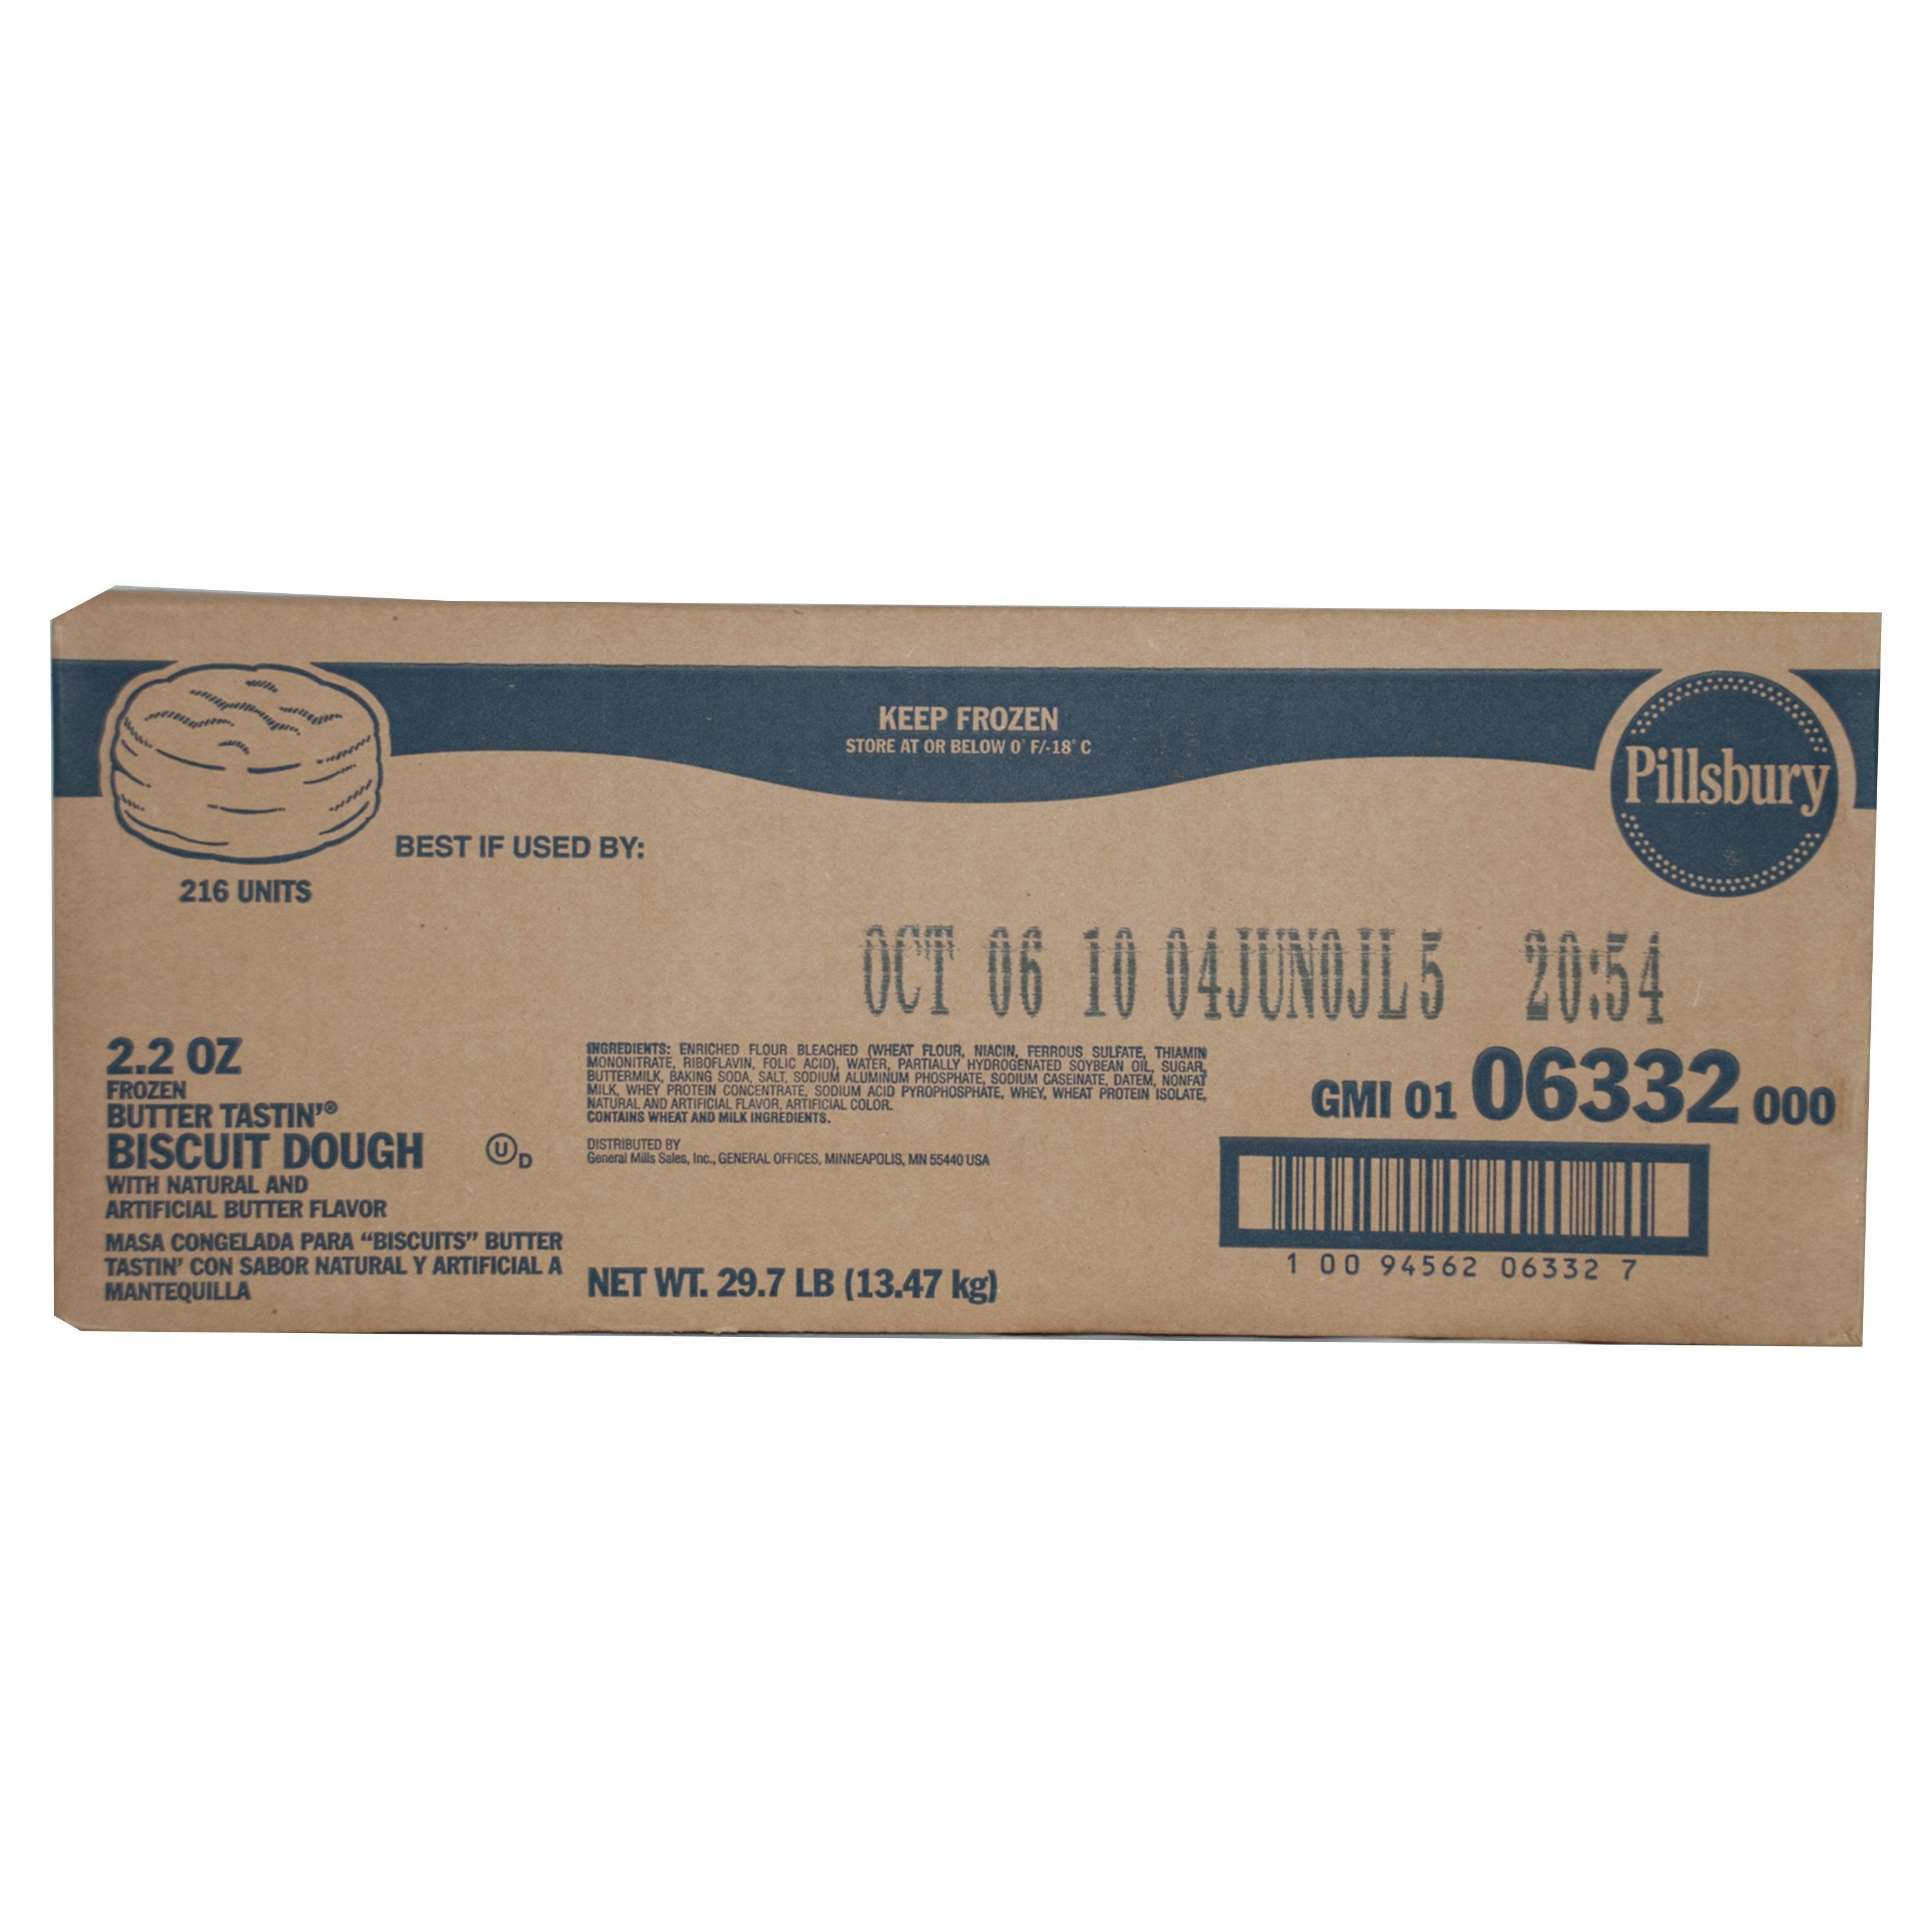 KEEP FROZEN
STORE AT OR BELOW 0° F/-18° C
Pillsbury
BEST IF USED BY:
216 UNITS
OCT 06 10 04JUN0JL5 20:54
2.2 OZ
FROZEN
BUTTER TASTIN'®
BISCUIT DOUGH
WITH NATURAL AND
ARTIFICIAL BUTTER FLAVOR
MASA CONGELADA PARA “BISCUITS” BUTTER
TASTIN' CON SABOR NATURAL Y ARTIFICIAL A
MANTEQUILLA
U D
INGREDIENTS: ENRICHED FLOUR BLEACHED (WHEAT FLOUR, NIACIN, FERROUS SULFATE, THIAMIN
MONONITRATE, RIBOFLAVIN, FOLIC ACID), WATER, PARTIALLY HYDROGENATED SOYBEAN OIL, SUGAR,
BUTTERMILK, BAKING SODA, SALT, SODIUM ALUMINUM PHOSPHATE, SODIUM CASEINATE, DATEM, NONFAT
MILK, WHEY PROTEIN CONCENTRATE, SODIUM ACID PYROPHOSPHATE, WHEY, WHEAT PROTEIN ISOLATE,
NATURAL AND ARTIFICIAL FLAVOR, ARTIFICIAL COLOR.
CONTAINS WHEAT AND MILK INGREDIENTS.
DISTRIBUTED BY
General Mills Sales, Inc., GENERAL OFFICES, MINNEAPOLIS, MN 55440 USA
NET WT. 29.7 LB (13.47 kg)
GMI 01 06332 000
1 00 94562 06332 7